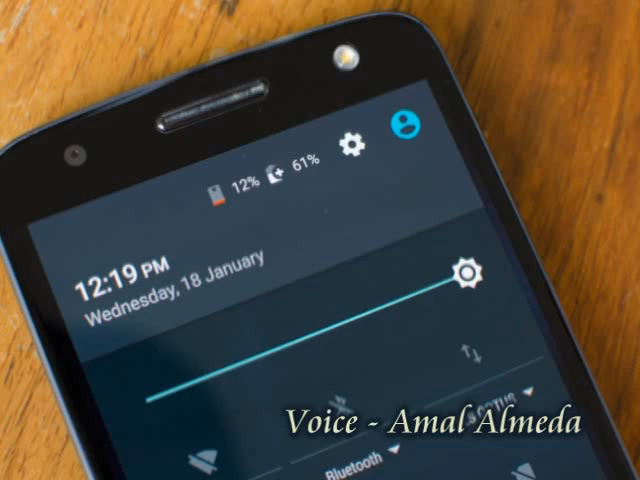 12% 61%
12:19 PM
Wednesday, 18 January
Voice - Amal Almeda
Bluetooth